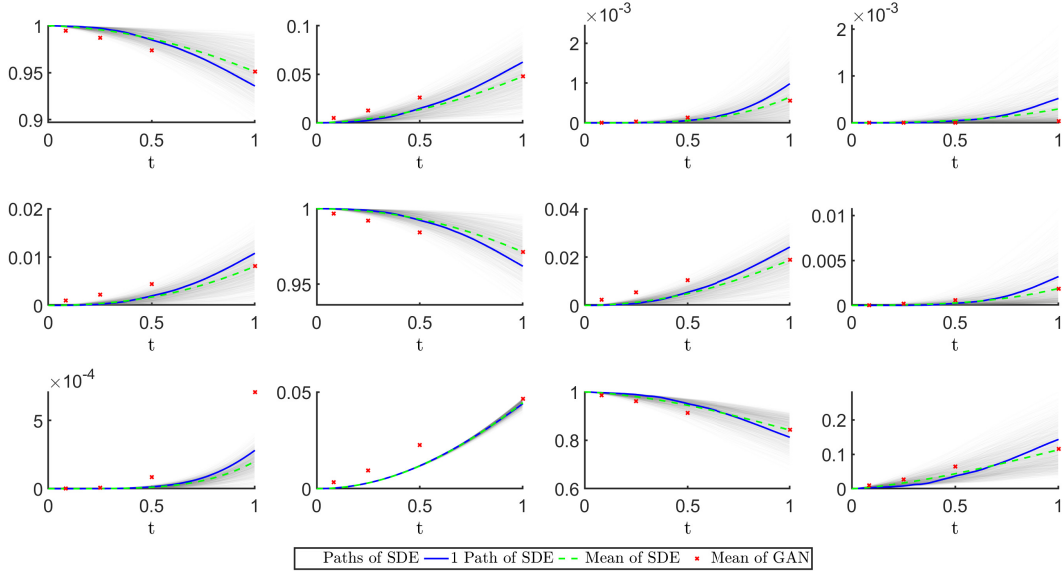 ×10⁻³ ×10⁻³
1 0.1 2 2
0.95 0.05 1 1
0.9 0 0 0
0 0.5 1 0 0.5 1 0 0.5 1 0 0.5 1
t t t t
0.02 1 0.04 0.01
0.01 0.02 0.005
0 0.95 0 0
0 0.5 1 0 0.5 1 0 0.5 1 0 0.5 1
t t t t
×10⁻⁴
5 0.05 1 0.2
0.8 0.1
0 0 0.6 0
0 0.5 1 0 0.5 1 0 0.5 1 0 0.5 1
t t t t
Paths of SDE 1 Path of SDE Mean of SDE Mean of GAN